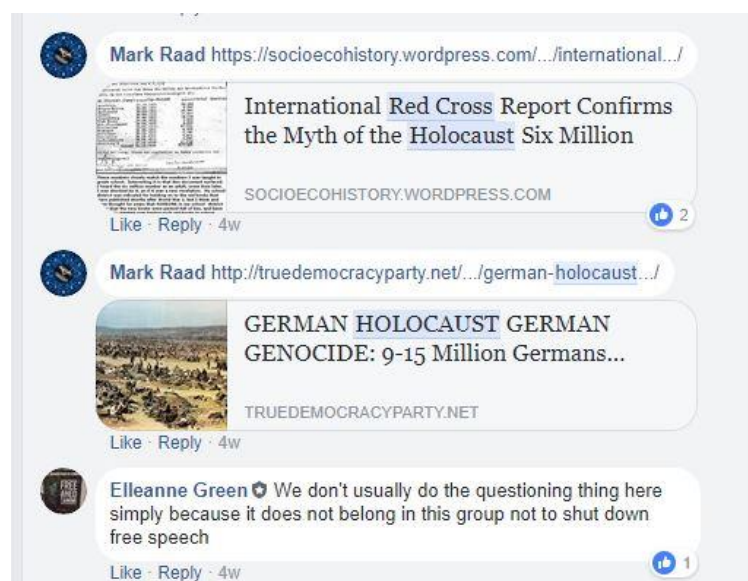 Mark Raad https://socioecohistory.wordpress.com/.../international.../
International Red Cross Report Confirms
the Myth of the Holocaust Six Million
SOCIOECOHISTORY.WORDPRESS.COM
2
Like · Reply · 4w
Mark Raad http://truedemocracyparty.net/.../german-holocaust.../
GERMAN HOLOCAUST GERMAN
GENOCIDE: 9-15 Million Germans...
TRUEDEMOCRACYPARTY.NET
Like · Reply · 4w
Elleanne Green We don't usually do the questioning thing here
simply because it does not belong in this group not to shut down
free speech
1
Like · Reply · 4w